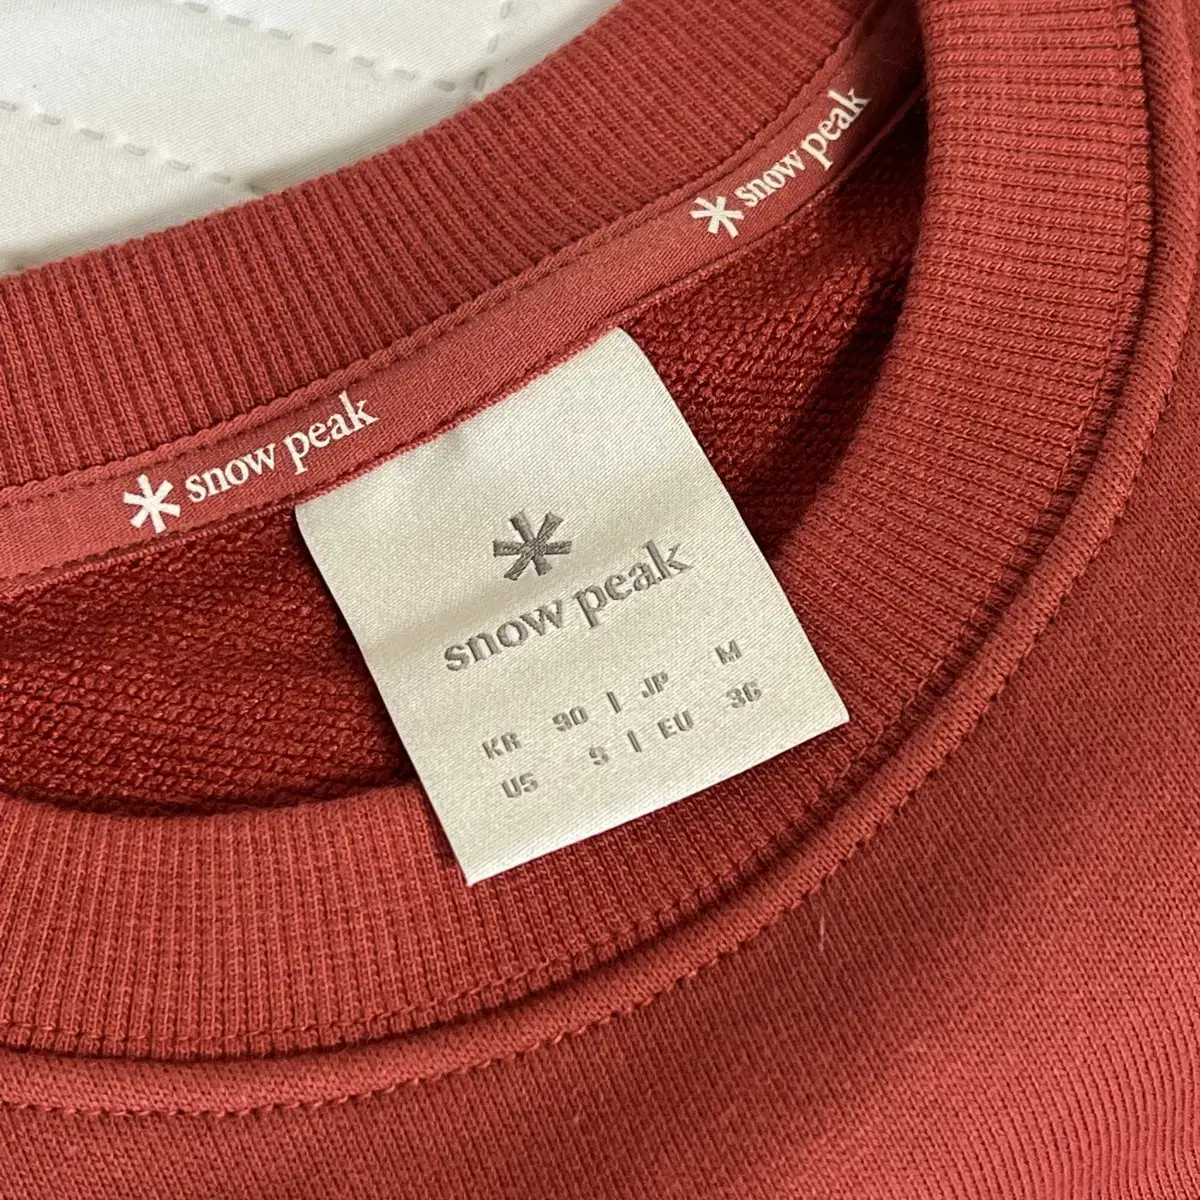 snow peak
snow peak
snow peak
KR 90 | JP M
US S | EU 36